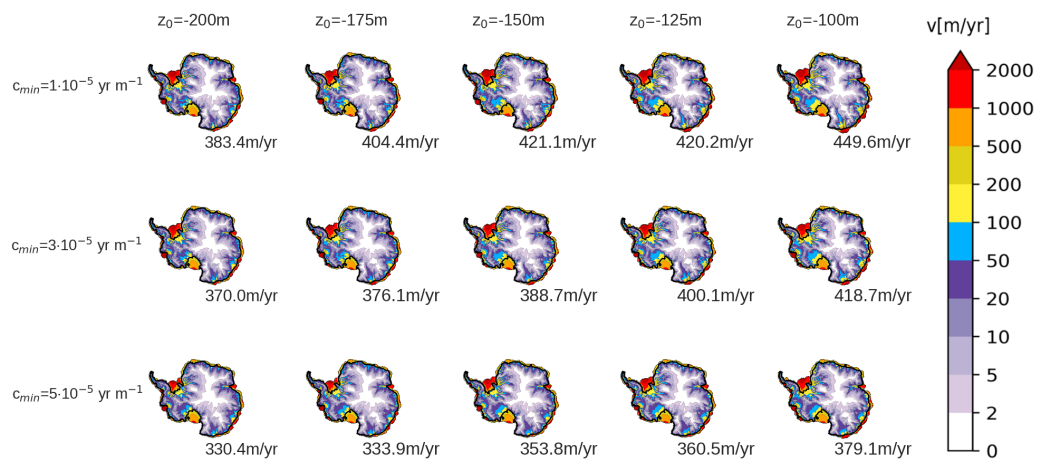 z₀=-200m z₀=-175m z₀=-150m z₀=-125m z₀=-100m v[m/yr]
cₘᵢₙ=1·10⁻⁵ yr m⁻¹
383.4m/yr 404.4m/yr 421.1m/yr 420.2m/yr 449.6m/yr
cₘᵢₙ=3·10⁻⁵ yr m⁻¹
370.0m/yr 376.1m/yr 388.7m/yr 400.1m/yr 418.7m/yr
cₘᵢₙ=5·10⁻⁵ yr m⁻¹
330.4m/yr 333.9m/yr 353.8m/yr 360.5m/yr 379.1m/yr
2000
1000
500
200
100
50
20
10
5
2
0